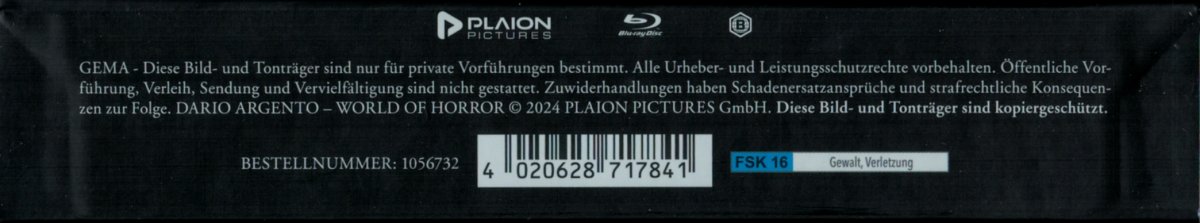 PLAION
PICTURES
Blu-ray Disc
B
GEMA - Diese Bild- und Tonträger sind nur für private Vorführungen bestimmt. Alle Urheber- und Leistungsschutzrechte vorbehalten. Öffentliche Vor-
führung, Verleih, Sendung und Vervielfältigung sind nicht gestattet. Zuwiderhandlungen haben Schadenersatzansprüche und strafrechtliche Konsequen-
zen zur Folge. DARIO ARGENTO – WORLD OF HORROR © 2024 PLAION PICTURES GmbH. Diese Bild- und Tonträger sind kopiergeschützt.
BESTELLNUMMER: 1056732
4 020628 717841
FSK 16 Gewalt, Verletzung